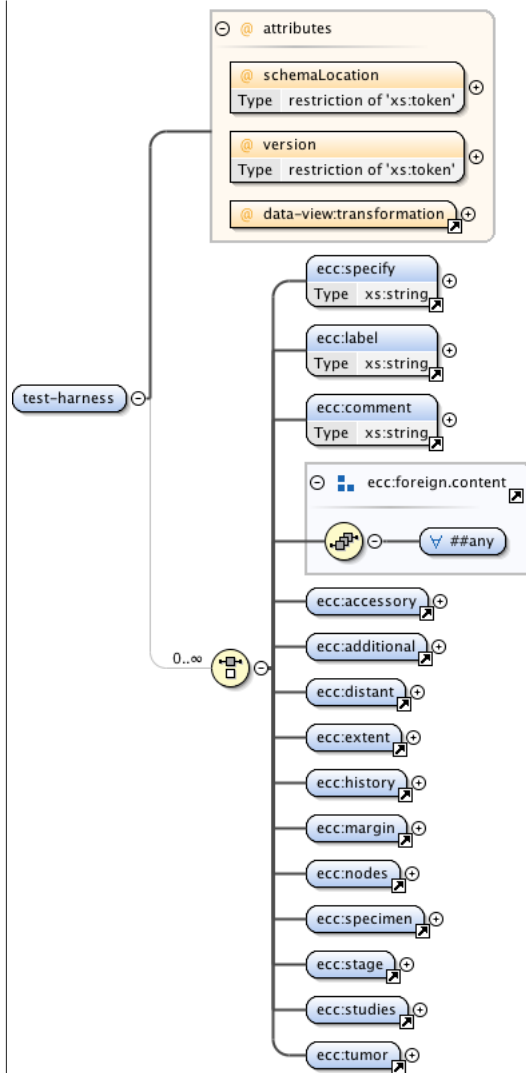 @ attributes
@ schemaLocation
Type restriction of 'xs:token'
@ version
Type restriction of 'xs:token'
@ data-view:transformation
ecc:specify
Type xs:string
ecc:label
Type xs:string
test-harness
ecc:comment
Type xs:string
ecc:foreign.content
∀ ##any
ecc:accessory
0..∞
ecc:additional
ecc:distant
ecc:extent
ecc:history
ecc:margin
ecc:nodes
ecc:specimen
ecc:stage
ecc:studies
ecc:tumor